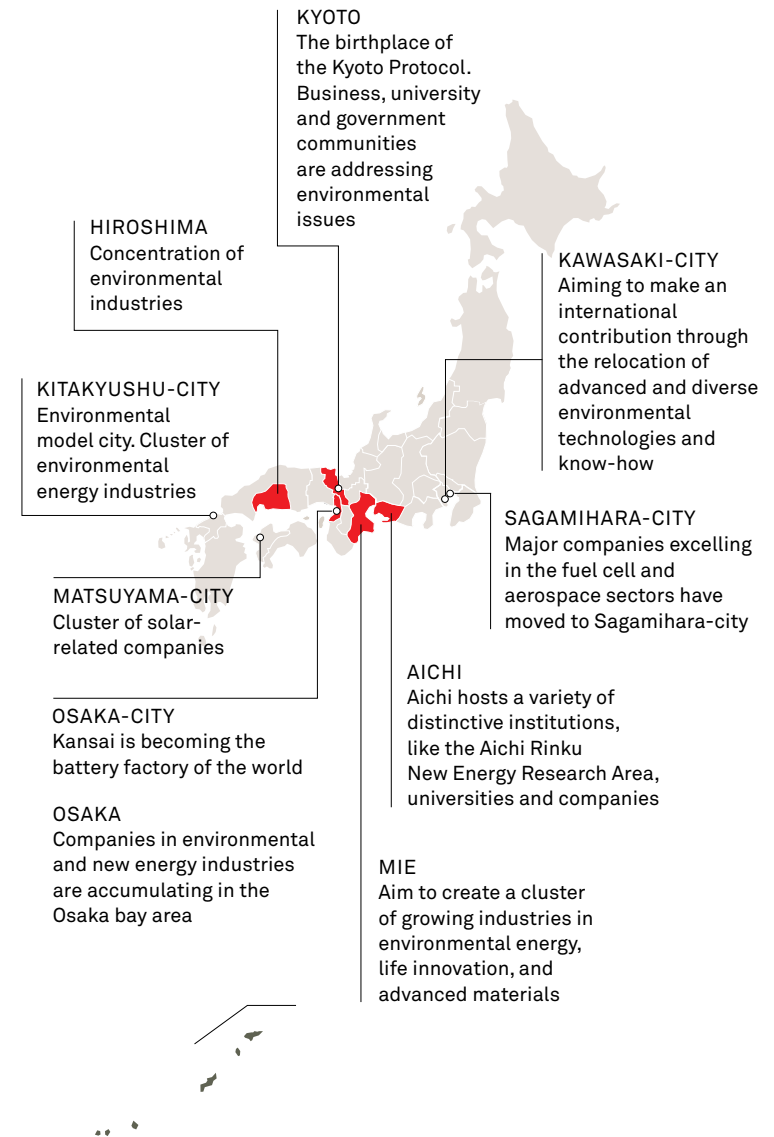 KYOTO
The birthplace of
the Kyoto Protocol.
Business, university
and government
communities
are addressing
environmental
issues
HIROSHIMA
Concentration of
environmental
industries
KAWASAKI-CITY
Aiming to make an
international
contribution through
the relocation of
advanced and diverse
environmental
technologies and
know-how
KITAKYUSHU-CITY
Environmental
model city. Cluster of
environmental
energy industries
SAGAMIHARA-CITY
Major companies excelling
in the fuel cell and
aerospace sectors have
moved to Sagamihara-city
MATSUYAMA-CITY
Cluster of solar-
related companies
AICHI
Aichi hosts a variety of
distinctive institutions,
like the Aichi Rinku
New Energy Research Area,
universities and companies
OSAKA-CITY
Kansai is becoming the
battery factory of the world
OSAKA
Companies in environmental
and new energy industries
are accumulating in the
Osaka bay area
MIE
Aim to create a cluster
of growing industries in
environmental energy,
life innovation, and
advanced materials